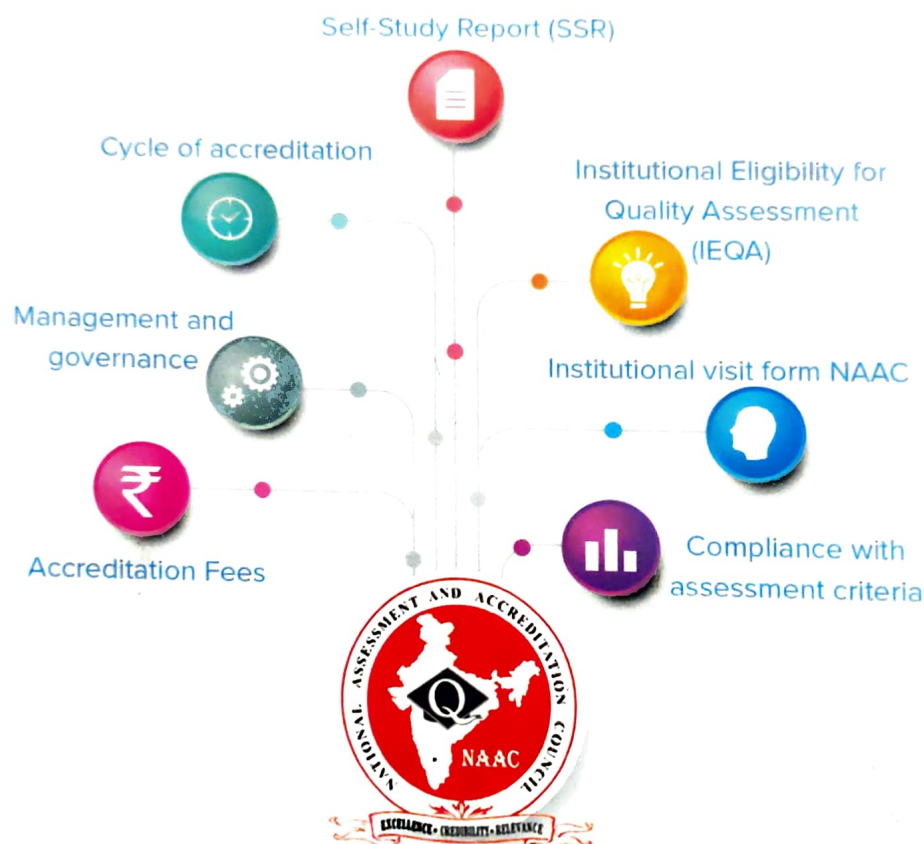 Self-Study Report (SSR)
Cycle of accreditation
Institutional Eligibility for
Quality Assessment
(IEQA)
Management and
governance
Institutional visit form NAAC
₹
Accreditation Fees
Compliance with
assessment criteria
NATIONAL ASSESSMENT AND ACCREDITATION COUNCIL
Q
NAAC
EXCELLENCE • CREDIBILITY • RELEVANCE